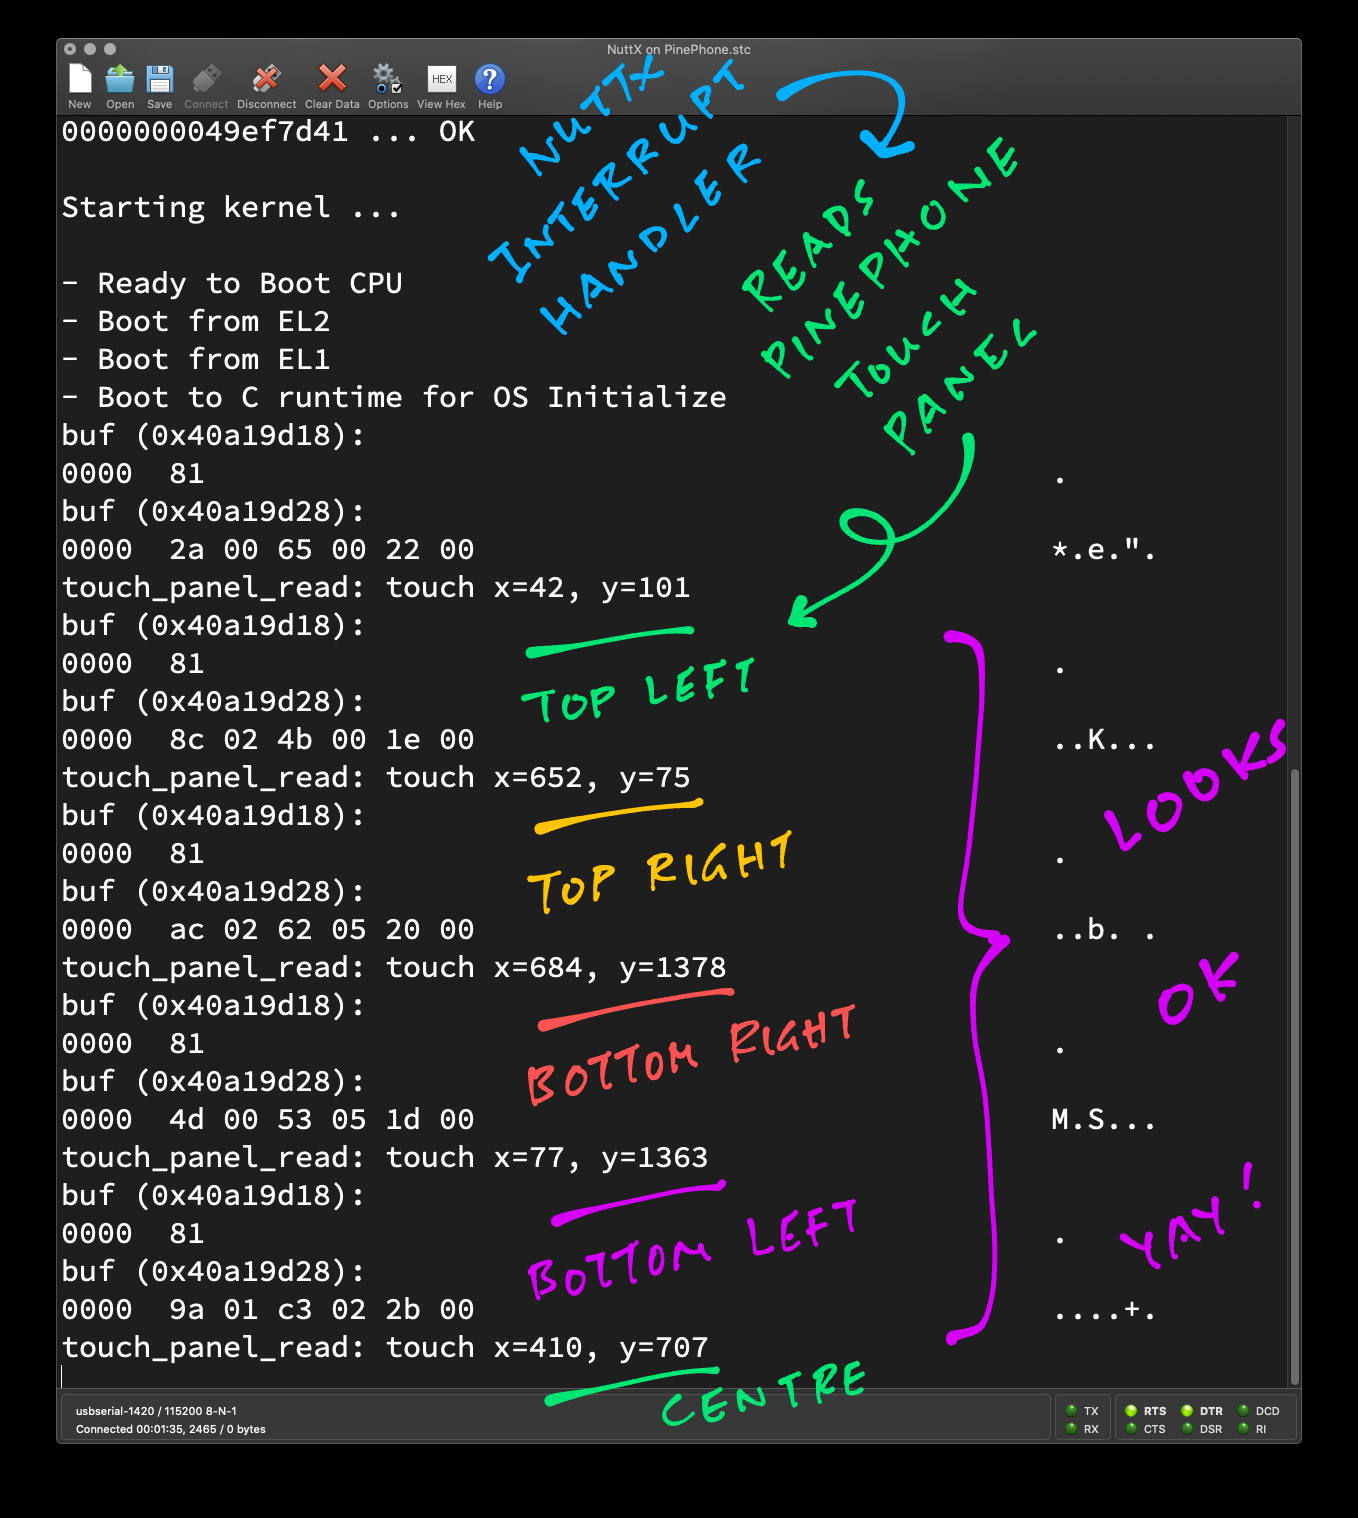 NuttX on PinePhone.stc
New Open Save Connect Disconnect Clear Data Options View Hex Help
HEX
0000000049ef7d41 ... OK
NUTTX
INTERRUPT
HANDLER
READS
PINEPHONE
TOUCH
PANEL
Starting kernel ...
- Ready to Boot CPU
- Boot from EL2
- Boot from EL1
- Boot to C runtime for OS Initialize
buf (0x40a19d18):
0000  81 .
buf (0x40a19d28):
0000  2a 00 65 00 22 00 *.e.".
touch_panel_read: touch x=42, y=101
buf (0x40a19d18):
TOP LEFT
0000  81 .
buf (0x40a19d28):
0000  8c 02 4b 00 1e 00 ..K...
touch_panel_read: touch x=652, y=75
LOOKS
buf (0x40a19d18):
0000  81 .
TOP RIGHT
buf (0x40a19d28):
0000  ac 02 62 05 20 00 ..b. .
touch_panel_read: touch x=684, y=1378
OK
buf (0x40a19d18):
0000  81 .
BOTTOM RIGHT
buf (0x40a19d28):
0000  4d 00 53 05 1d 00 M.S...
touch_panel_read: touch x=77, y=1363
buf (0x40a19d18):
0000  81 .
YAY!
BOTTOM LEFT
buf (0x40a19d28):
0000  9a 01 c3 02 2b 00 ....+.
touch_panel_read: touch x=410, y=707
CENTRE
usbserial-1420 / 115200 8-N-1
Connected 00:01:35, 2465 / 0 bytes
TX RTS DTR DCD
RX CTS DSR RI